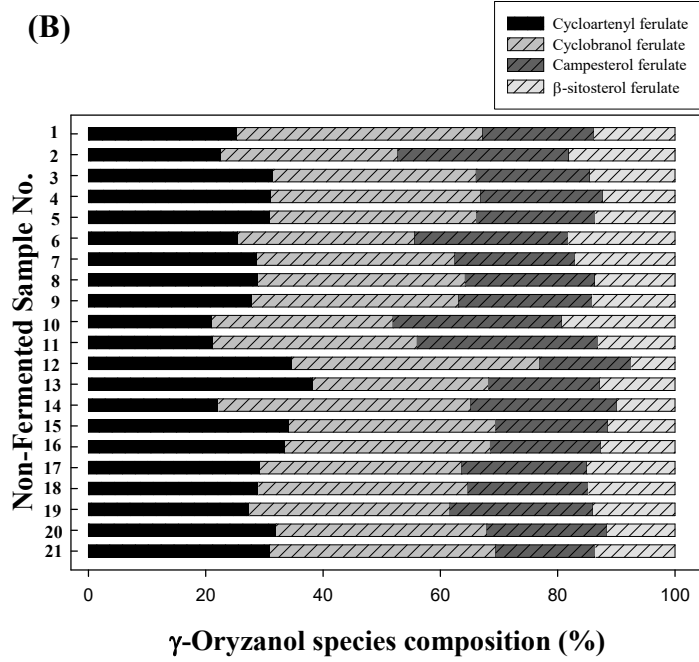 (B)
Cycloartenyl ferulate
Cyclobranol ferulate
Campesterol ferulate
β-sitosterol ferulate
Non-Fermented Sample No.
1
2
3
4
5
6
7
8
9
10
11
12
13
14
15
16
17
18
19
20
21
0 20 40 60 80 100
γ-Oryzanol species composition (%)